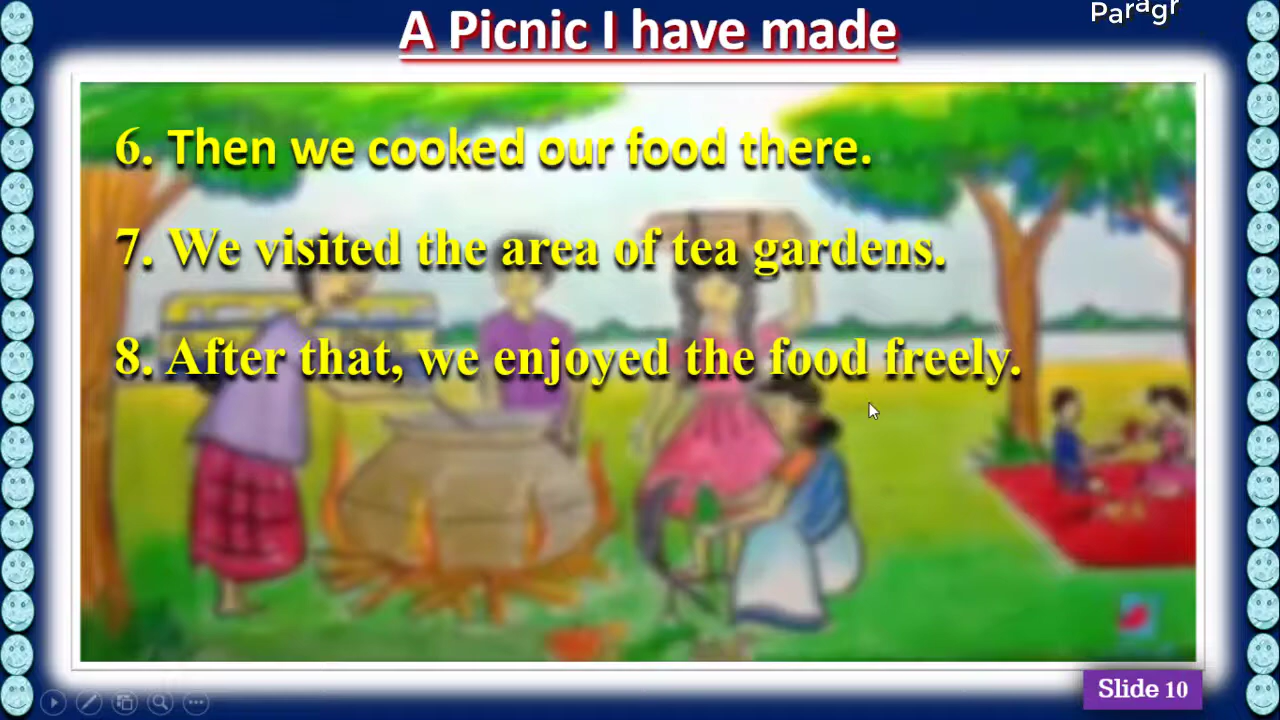 A Picnic I have made
Paragr
6. Then we cooked our food there.
7. We visited the area of tea gardens.
8. After that, we enjoyed the food freely.
Slide 10